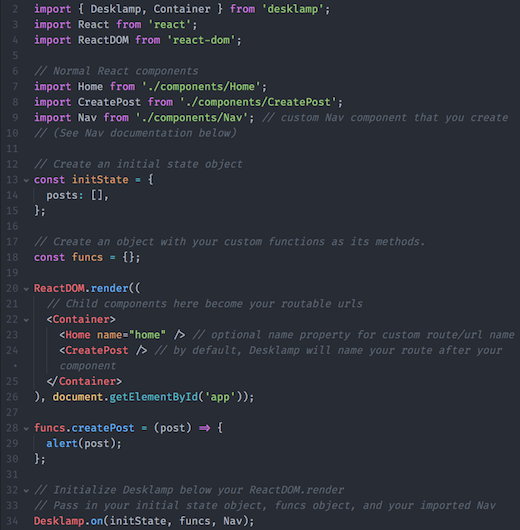 2 import { Desklamp, Container } from 'desklamp';
3 import React from 'react';
4 import ReactDOM from 'react-dom';
5
6 // Normal React components
7 import Home from './components/Home';
8 import CreatePost from './components/CreatePost';
9 import Nav from './components/Nav'; // custom Nav component that you create
10 // (See Nav documentation below)
11
12 // Create an initial state object
13 const initState = {
14   posts: [],
15 };
16
17 // Create an object with your custom functions as its methods.
18 const funcs = {};
19
20 ReactDOM.render((
21   // Child components here become your routable urls
22   <Container>
23     <Home name="home" /> // optional name property for custom route/url name
24     <CreatePost /> // by default, Desklamp will name your route after your
•     component
25   </Container>
26 ), document.getElementById('app'));
27
28 funcs.createPost = (post) => {
29   alert(post);
30 };
31
32 // Initialize Desklamp below your ReactDOM.render
33 // Pass in your initial state object, funcs object, and your imported Nav
34 Desklamp.on(initState, funcs, Nav);